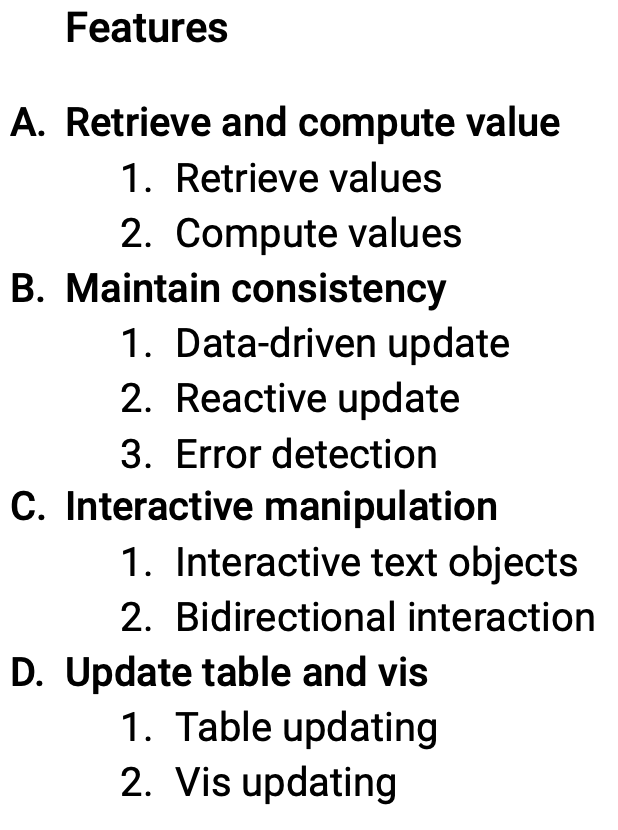 Features
A. Retrieve and compute value
1. Retrieve values
2. Compute values
B. Maintain consistency
1. Data-driven update
2. Reactive update
3. Error detection
C. Interactive manipulation
1. Interactive text objects
2. Bidirectional interaction
D. Update table and vis
1. Table updating
2. Vis updating